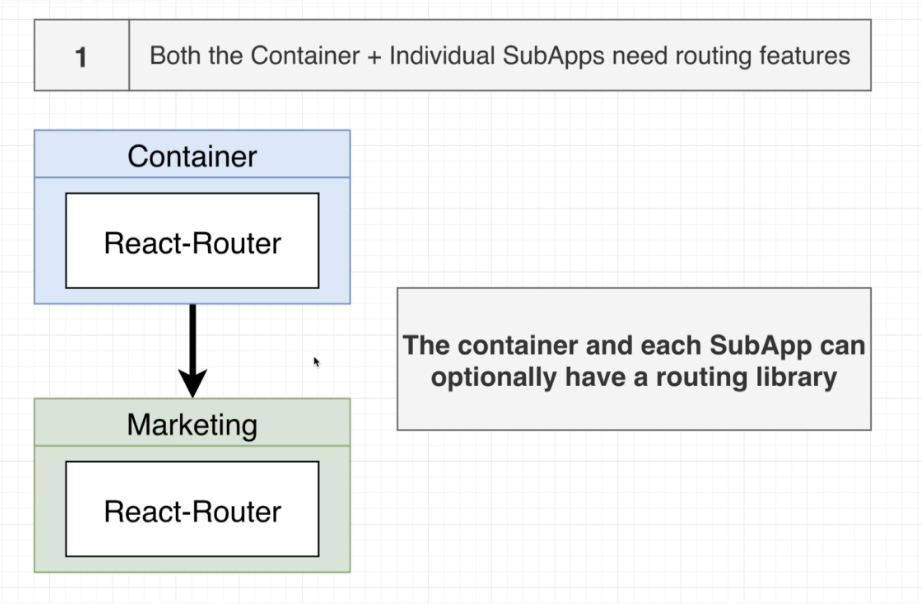 1
Both the Container + Individual SubApps need routing features
Container
React-Router
The container and each SubApp can
optionally have a routing library
Marketing
React-Router